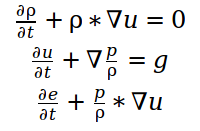 ∂ρ/∂t + ρ * ∇u = 0
∂u/∂t + ∇ p/ρ = g
∂e/∂t + p/ρ * ∇u